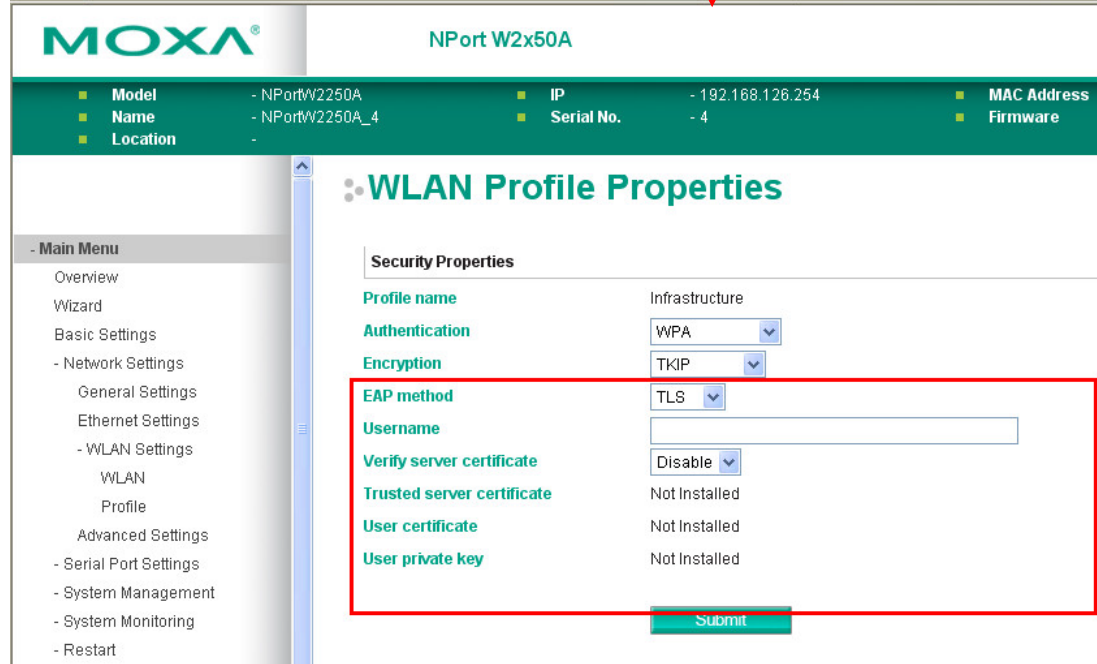 MOXA®
NPort W2x50A
Model - NPortW2250A IP - 192.168.126.254 MAC Address
Name - NPortW2250A_4 Serial No. - 4 Firmware
Location -
WLAN Profile Properties
- Main Menu
Overview
Wizard
Basic Settings
- Network Settings
General Settings
Ethernet Settings
- WLAN Settings
WLAN
Profile
Advanced Settings
- Serial Port Settings
- System Management
- System Monitoring
- Restart
Security Properties
Profile name Infrastructure
Authentication WPA
Encryption TKIP
EAP method TLS
Username
Verify server certificate Disable
Trusted server certificate Not Installed
User certificate Not Installed
User private key Not Installed
Submit